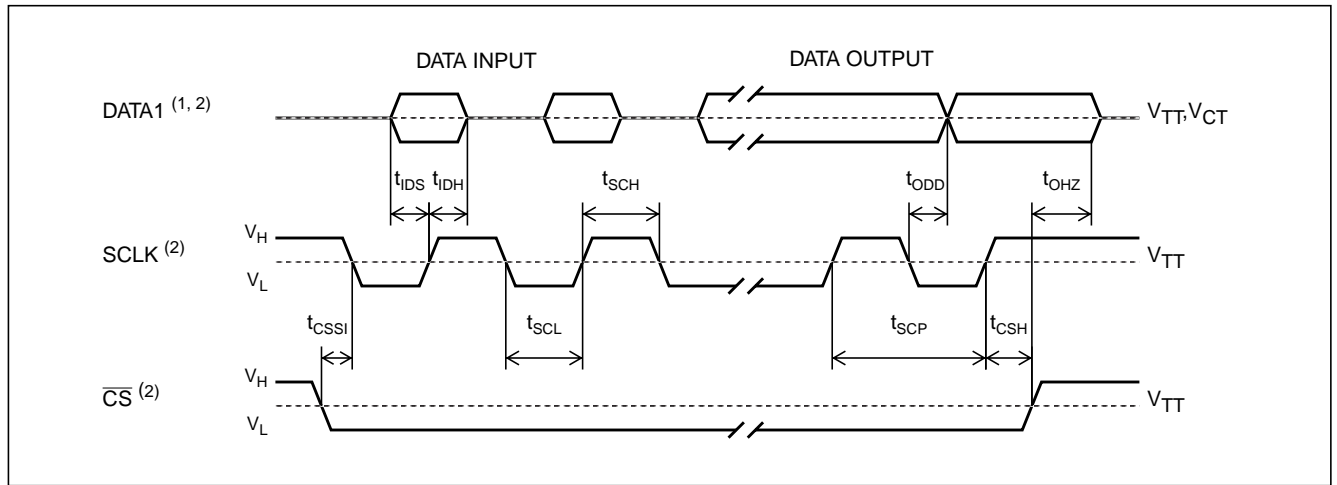 DATA INPUT DATA OUTPUT
DATA1 (1, 2) VTT,VCT
tIDS tIDH tSCH tODD tOHZ
VH
SCLK (2) VTT
VL
tCSSI tSCL tSCP tCSH
VH
CS (2) VTT
VL